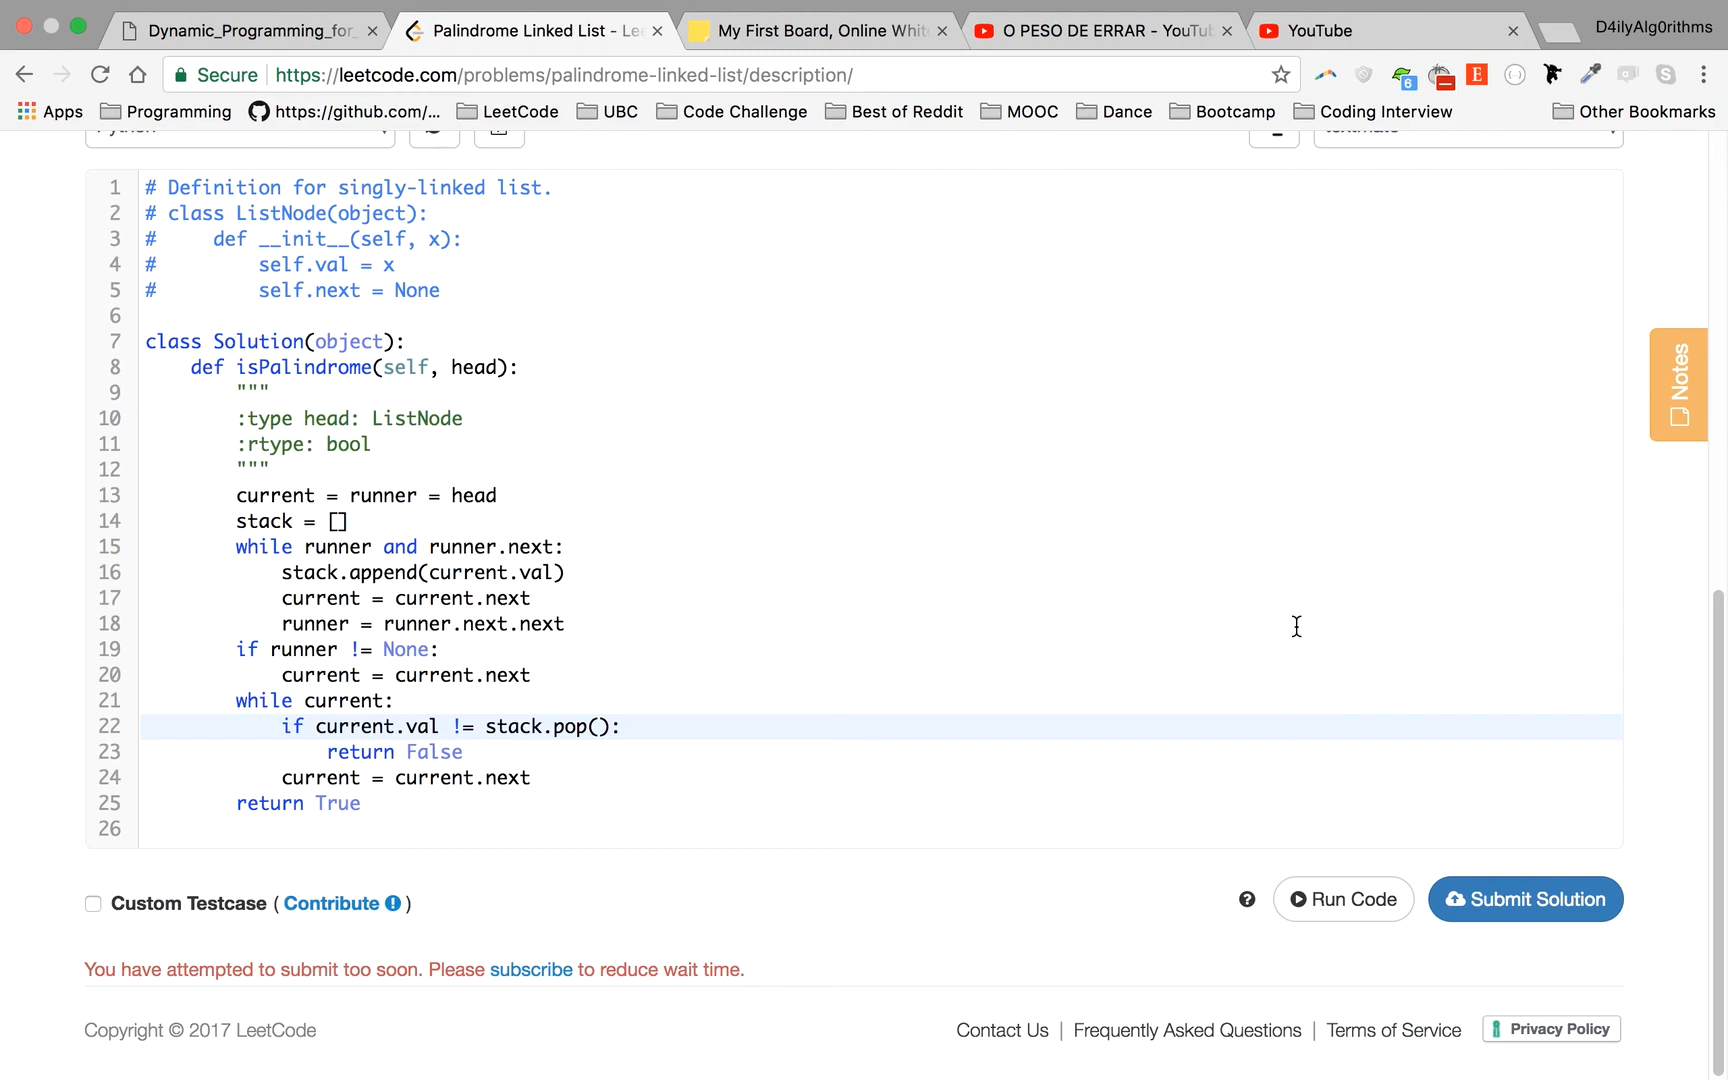 Dynamic_Programming_for_
Palindrome Linked List - Lee
My First Board, Online White
O PESO DE ERRAR - YouTub
YouTube
D4ilyAlg0rithms
Secure
https://leetcode.com/problems/palindrome-linked-list/description/
6
E
Apps
Programming
https://github.com/...
LeetCode
UBC
Code Challenge
Best of Reddit
MOOC
Dance
Bootcamp
Coding Interview
Other Bookmarks
1 # Definition for singly-linked list.
2 # class ListNode(object):
3 #     def __init__(self, x):
4 #         self.val = x
5 #         self.next = None
6
7 class Solution(object):
8     def isPalindrome(self, head):
9         """
10         :type head: ListNode
11         :rtype: bool
12         """
13         current = runner = head
14         stack = []
15         while runner and runner.next:
16             stack.append(current.val)
17             current = current.next
18             runner = runner.next.next
19         if runner != None:
20             current = current.next
21         while current:
22             if current.val != stack.pop():
23                 return False
24             current = current.next
25         return True
26
Notes
Custom Testcase ( Contribute )
Run Code
Submit Solution
You have attempted to submit too soon. Please subscribe to reduce wait time.
Copyright © 2017 LeetCode
Contact Us | Frequently Asked Questions | Terms of Service
Privacy Policy